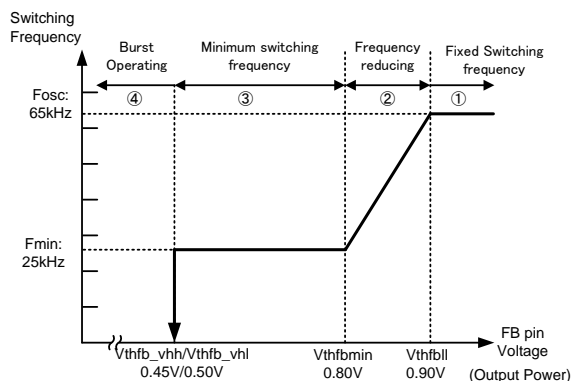 Switching
Frequency
Burst
Operating
Minimum switching
frequency
Frequency
reducing
Fixed Switching
frequency
④
③
②
①
Fosc:
65kHz
Fmin:
25kHz
Vthfb_vhh/Vthfb_vhl
0.45V/0.50V
Vthfbmin
0.80V
Vthfbll
0.90V
FB pin
Voltage
(Output Power)